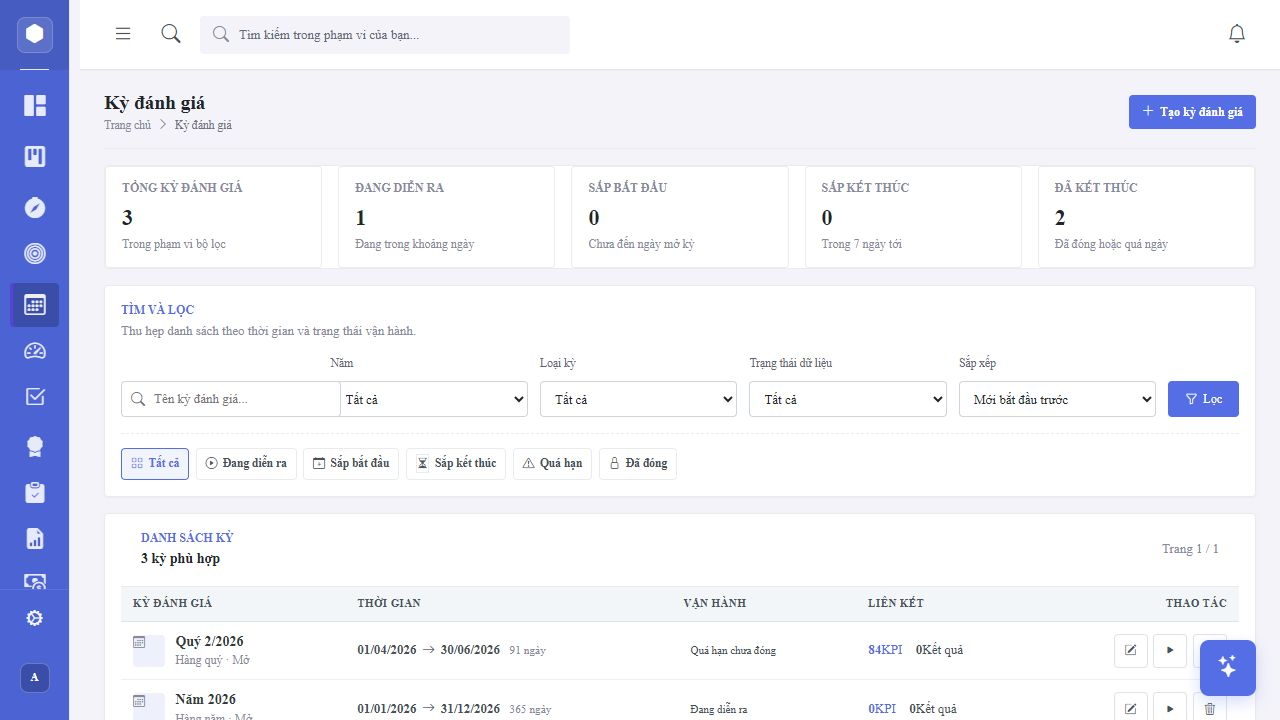 Tìm kiếm trong phạm vi của bạn...
Kỳ đánh giá
Trang chủ Kỳ đánh giá
Tạo kỳ đánh giá
TỔNG KỲ ĐÁNH GIÁ
3
Trong phạm vi bộ lọc
ĐANG DIỄN RA
1
Đang trong khoảng ngày
SẮP BẮT ĐẦU
0
Chưa đến ngày mở kỳ
SẮP KẾT THÚC
0
Trong 7 ngày tới
ĐÃ KẾT THÚC
2
Đã đóng hoặc quá ngày
TÌM VÀ LỌC
Thu hẹp danh sách theo thời gian và trạng thái vận hành.
Năm Loại kỳ Trạng thái dữ liệu Sắp xếp
Tên kỳ đánh giá... Tất cả Tất cả Tất cả Mới bắt đầu trước Lọc
Tất cả Đang diễn ra Sắp bắt đầu Sắp kết thúc Quá hạn Đã đóng
DANH SÁCH KỲ
3 kỳ phù hợp
Trang 1 / 1
KỲ ĐÁNH GIÁ THỜI GIAN VẬN HÀNH LIÊN KẾT THAO TÁC
Quý 2/2026
Hàng quý · Mở
01/04/2026 → 30/06/2026 91 ngày
Quá hạn chưa đóng
84KPI 0Kết quả
Năm 2026
Hàng năm · Mở
01/01/2026 → 31/12/2026 365 ngày
Đang diễn ra
0KPI 0Kết quả
A